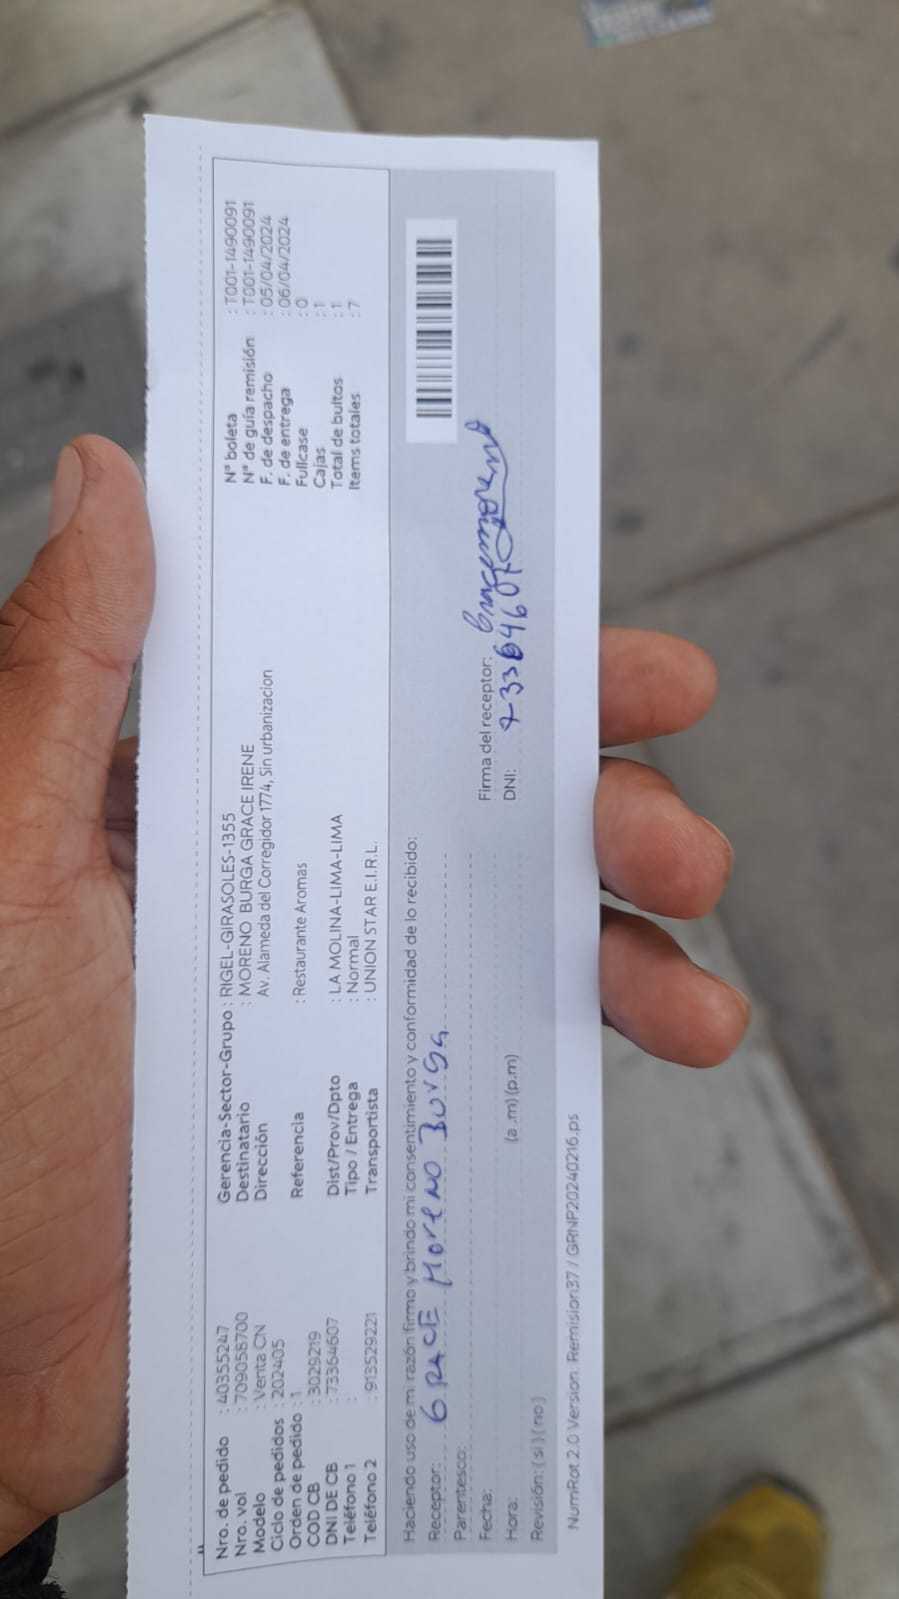 Nro. de pedido : 40355247
Nro. vol : 709058700
Modelo : Venta CN
Ciclo de pedidos : 202405
Orden de pedido : 1
COD CB : 3029219
DNI DE CB : 73364607
Teléfono 1 :
Teléfono 2 : 913529221
Gerencia-Sector-Grupo : RIGEL-GIRASOLES-1355
Destinatario : MORENO BURGA GRACE IRENE
Dirección Av. Alameda del Corregidor 1774, Sin urbanizacion
Referencia : Restaurante Aromas
Dist/Prov/Dpto : LA MOLINA-LIMA-LIMA
Tipo / Entrega : Normal
Transportista : UNION STAR E.I.R.L.
N° boleta : T001-1490091
N° de guía remisión : T001-1490091
F. de despacho : 05/04/2024
F. de entrega : 06/04/2024
Fullcase : 0
Cajas : 1
Total de bultos : 1
Items totales : 7
Haciendo uso de mi razón firmo y brindo mi consentimiento y conformidad de lo recibido:
Receptor: GRACE MORENO BURGA
Parentesco:
Fecha:
Hora: (a.m) (p.m)
Revisión: ( si ) ( no )
Firma del receptor: Gracemoreno
DNI: 73364607
NumRot 2.0 Version: Remision37 / GRNP20240216.ps